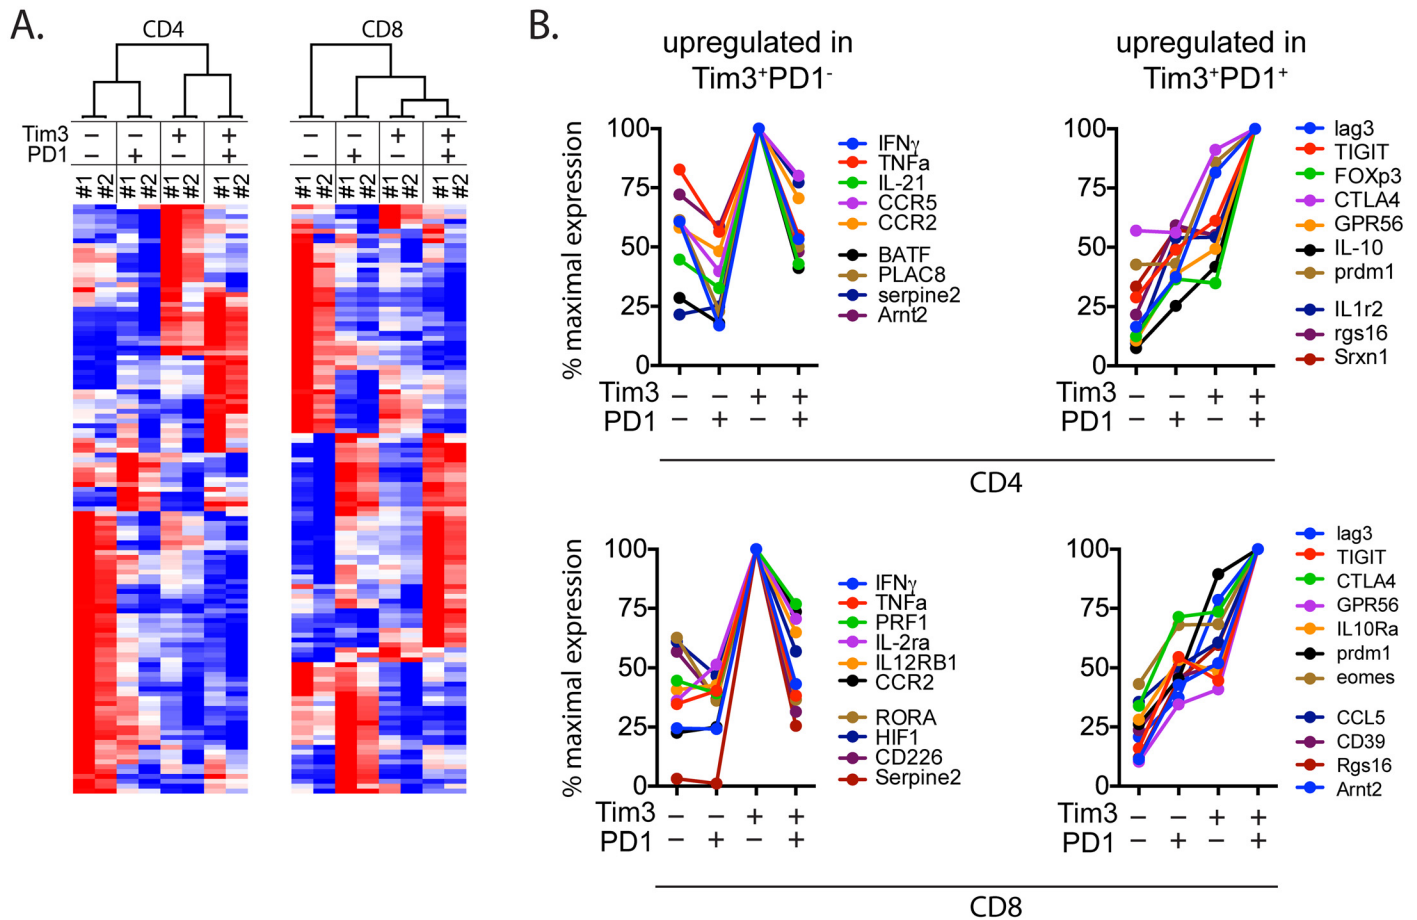 A.
CD4
CD8
Tim3 − − + + − − + +
PD1 − + − + − + − +
#1 #2 #1 #2 #1 #2 #1 #2 #1 #2 #1 #2 #1 #2 #1 #2
B.
upregulated in
Tim3⁺PD1⁻
% maximal expression
100
75
50
25
0
Tim3 − − + +
PD1 − + − +
IFNγ
TNFa
IL-21
CCR5
CCR2
BATF
PLAC8
serpine2
Arnt2
upregulated in
Tim3⁺PD1⁺
100
75
50
25
0
Tim3 − − + +
PD1 − + − +
lag3
TIGIT
FOXp3
CTLA4
GPR56
IL-10
prdm1
IL1r2
rgs16
Srxn1
CD4
% maximal expression
100
75
50
25
0
Tim3 − − + +
PD1 − + − +
IFNγ
TNFa
PRF1
IL-2ra
IL12RB1
CCR2
RORA
HIF1
CD226
Serpine2
100
75
50
25
0
Tim3 − − + +
PD1 − + − +
lag3
TIGIT
CTLA4
GPR56
IL10Ra
prdm1
eomes
CCL5
CD39
Rgs16
Arnt2
CD8